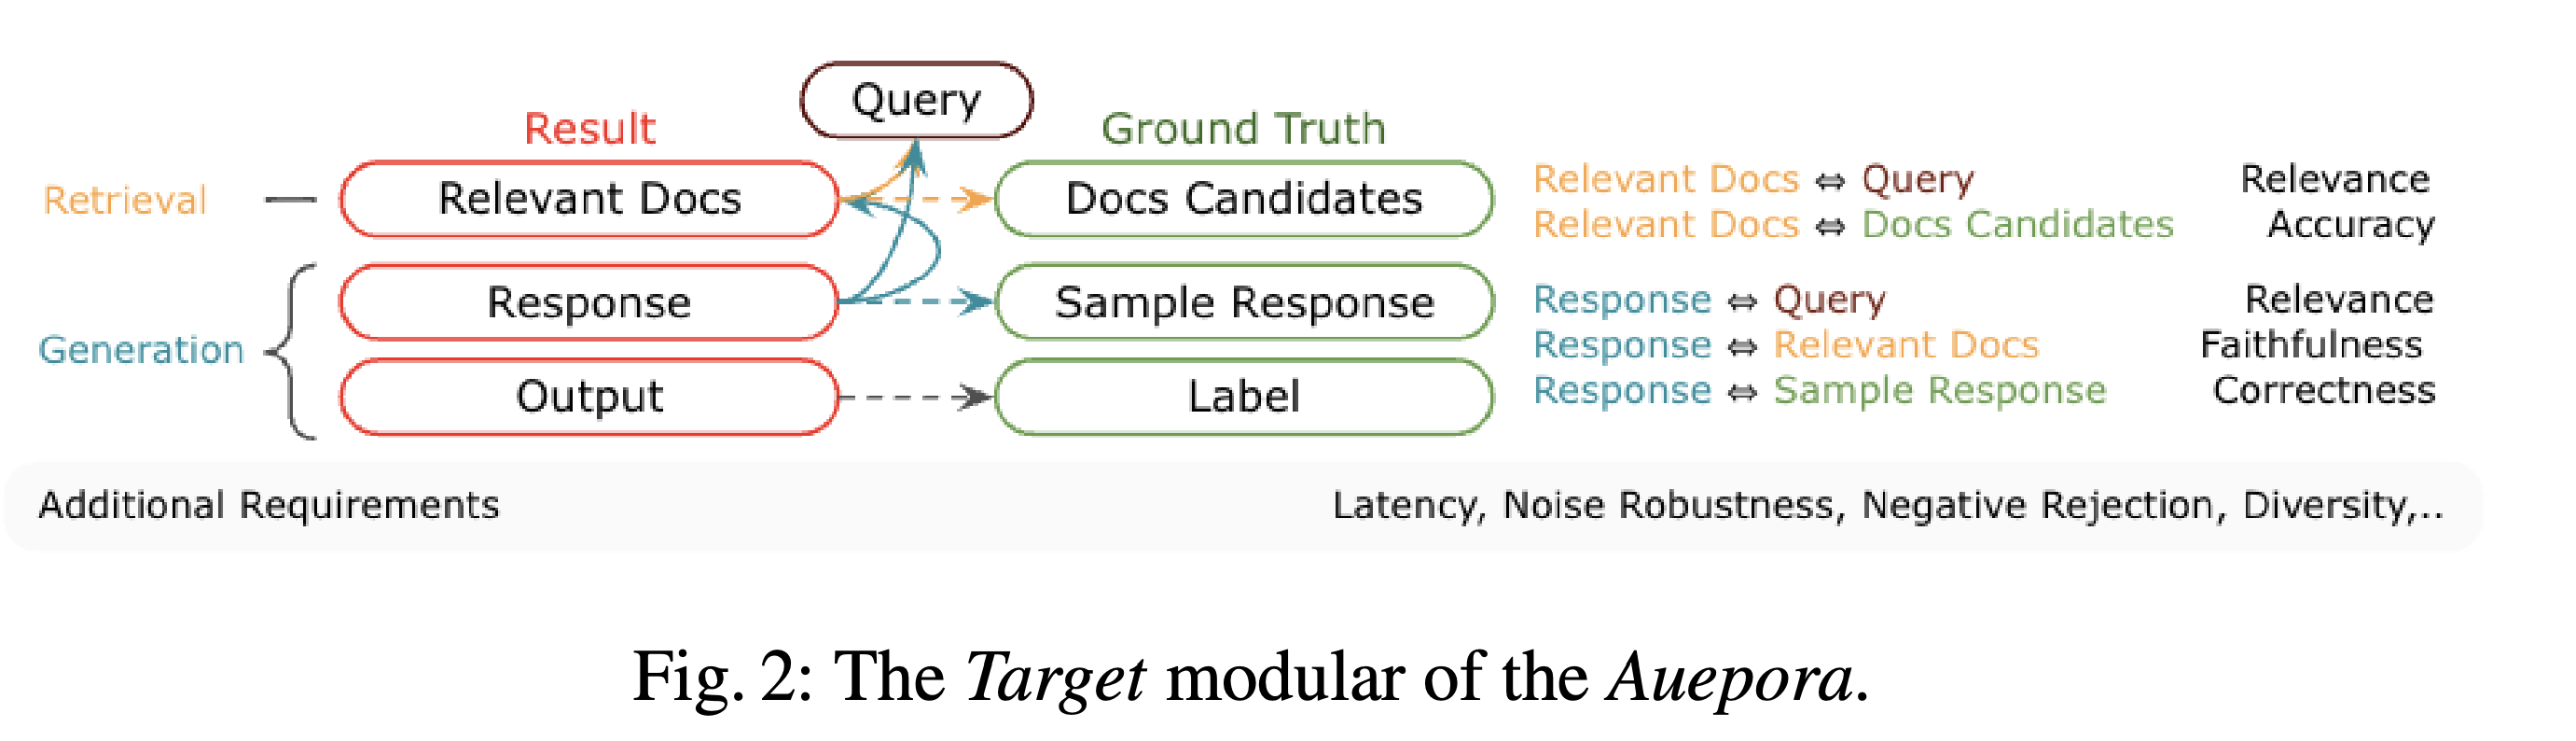 Query
Result
Ground Truth
Retrieval
Relevant Docs
Docs Candidates
Relevant Docs ⇔ Query Relevance
Relevant Docs ⇔ Docs Candidates Accuracy
Generation
Response
Sample Response
Output
Label
Response ⇔ Query Relevance
Response ⇔ Relevant Docs Faithfulness
Response ⇔ Sample Response Correctness
Additional Requirements Latency, Noise Robustness, Negative Rejection, Diversity,..
Fig. 2: The Target modular of the Auepora.